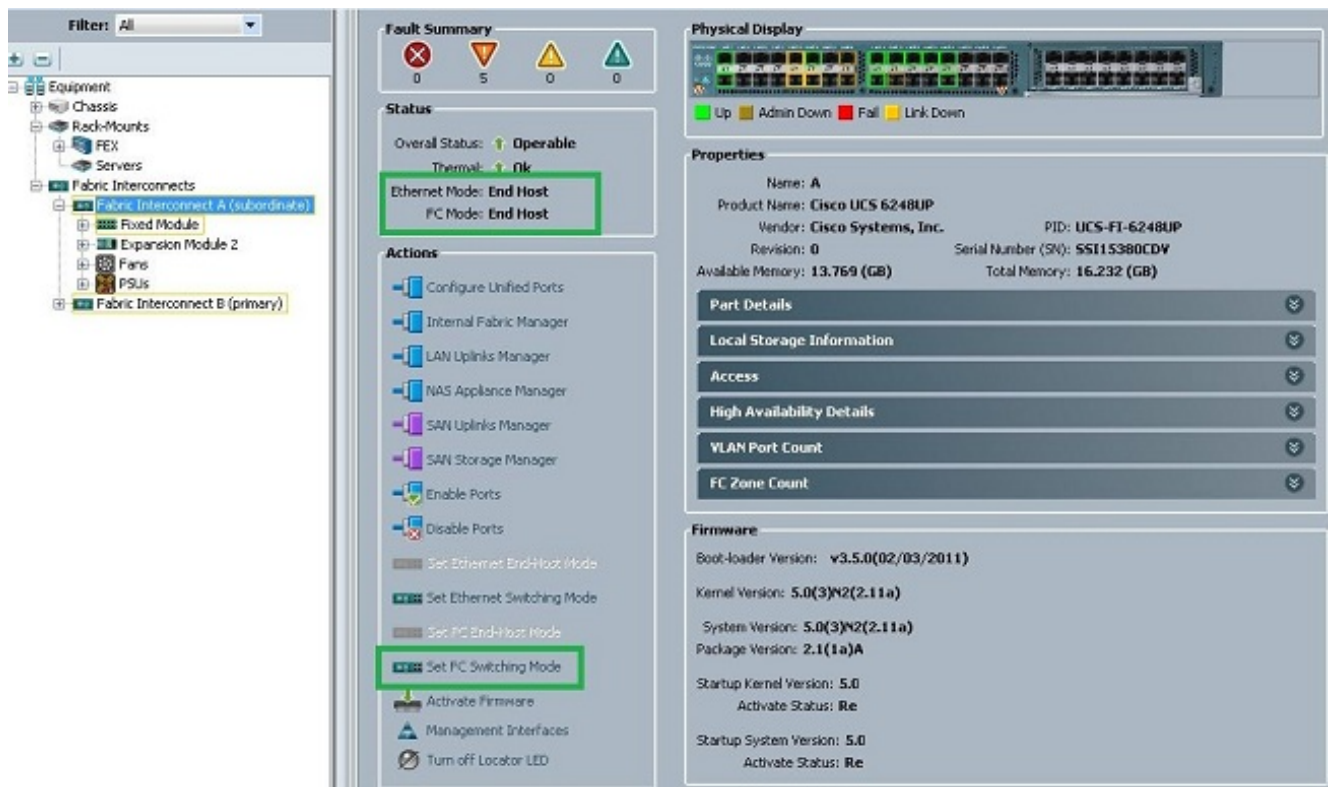 Filter: All
Equipment
Chassis
Rack-Mounts
FEX
Servers
Fabric Interconnects
Fabric Interconnect A (subordinate)
Fixed Module
Expansion Module 2
Fans
PSUs
Fabric Interconnect B (primary)
Fault Summary
0 5 0 0
Status
Overal Status: Operable
Thermal: Ok
Ethernet Mode: End Host
FC Mode: End Host
Actions
Configure Unified Ports
Internal Fabric Manager
LAN Uplinks Manager
NAS Appliance Manager
SAN Uplinks Manager
SAN Storage Manager
Enable Ports
Disable Ports
Set Ethernet End-Host Mode
Set Ethernet Switching Mode
Set FC End-Host Mode
Set FC Switching Mode
Activate Firmware
Management Interfaces
Turn off Locator LED
Physical Display
Up Admin Down Fail Link Down
Properties
Name: A
Product Name: Cisco UCS 6248UP
Vendor: Cisco Systems, Inc. PID: UCS-FI-6248UP
Revision: 0 Serial Number (SN): SSI15380CDV
Available Memory: 13.769 (GB) Total Memory: 16.232 (GB)
Part Details
Local Storage Information
Access
High Availability Details
VLAN Port Count
FC Zone Count
Firmware
Boot-loader Version: v3.5.0(02/03/2011)
Kernel Version: 5.0(3)N2(2.11a)
System Version: 5.0(3)N2(2.11a)
Package Version: 2.1(1a)A
Startup Kernel Version: 5.0
Activate Status: Re
Startup System Version: 5.0
Activate Status: Re